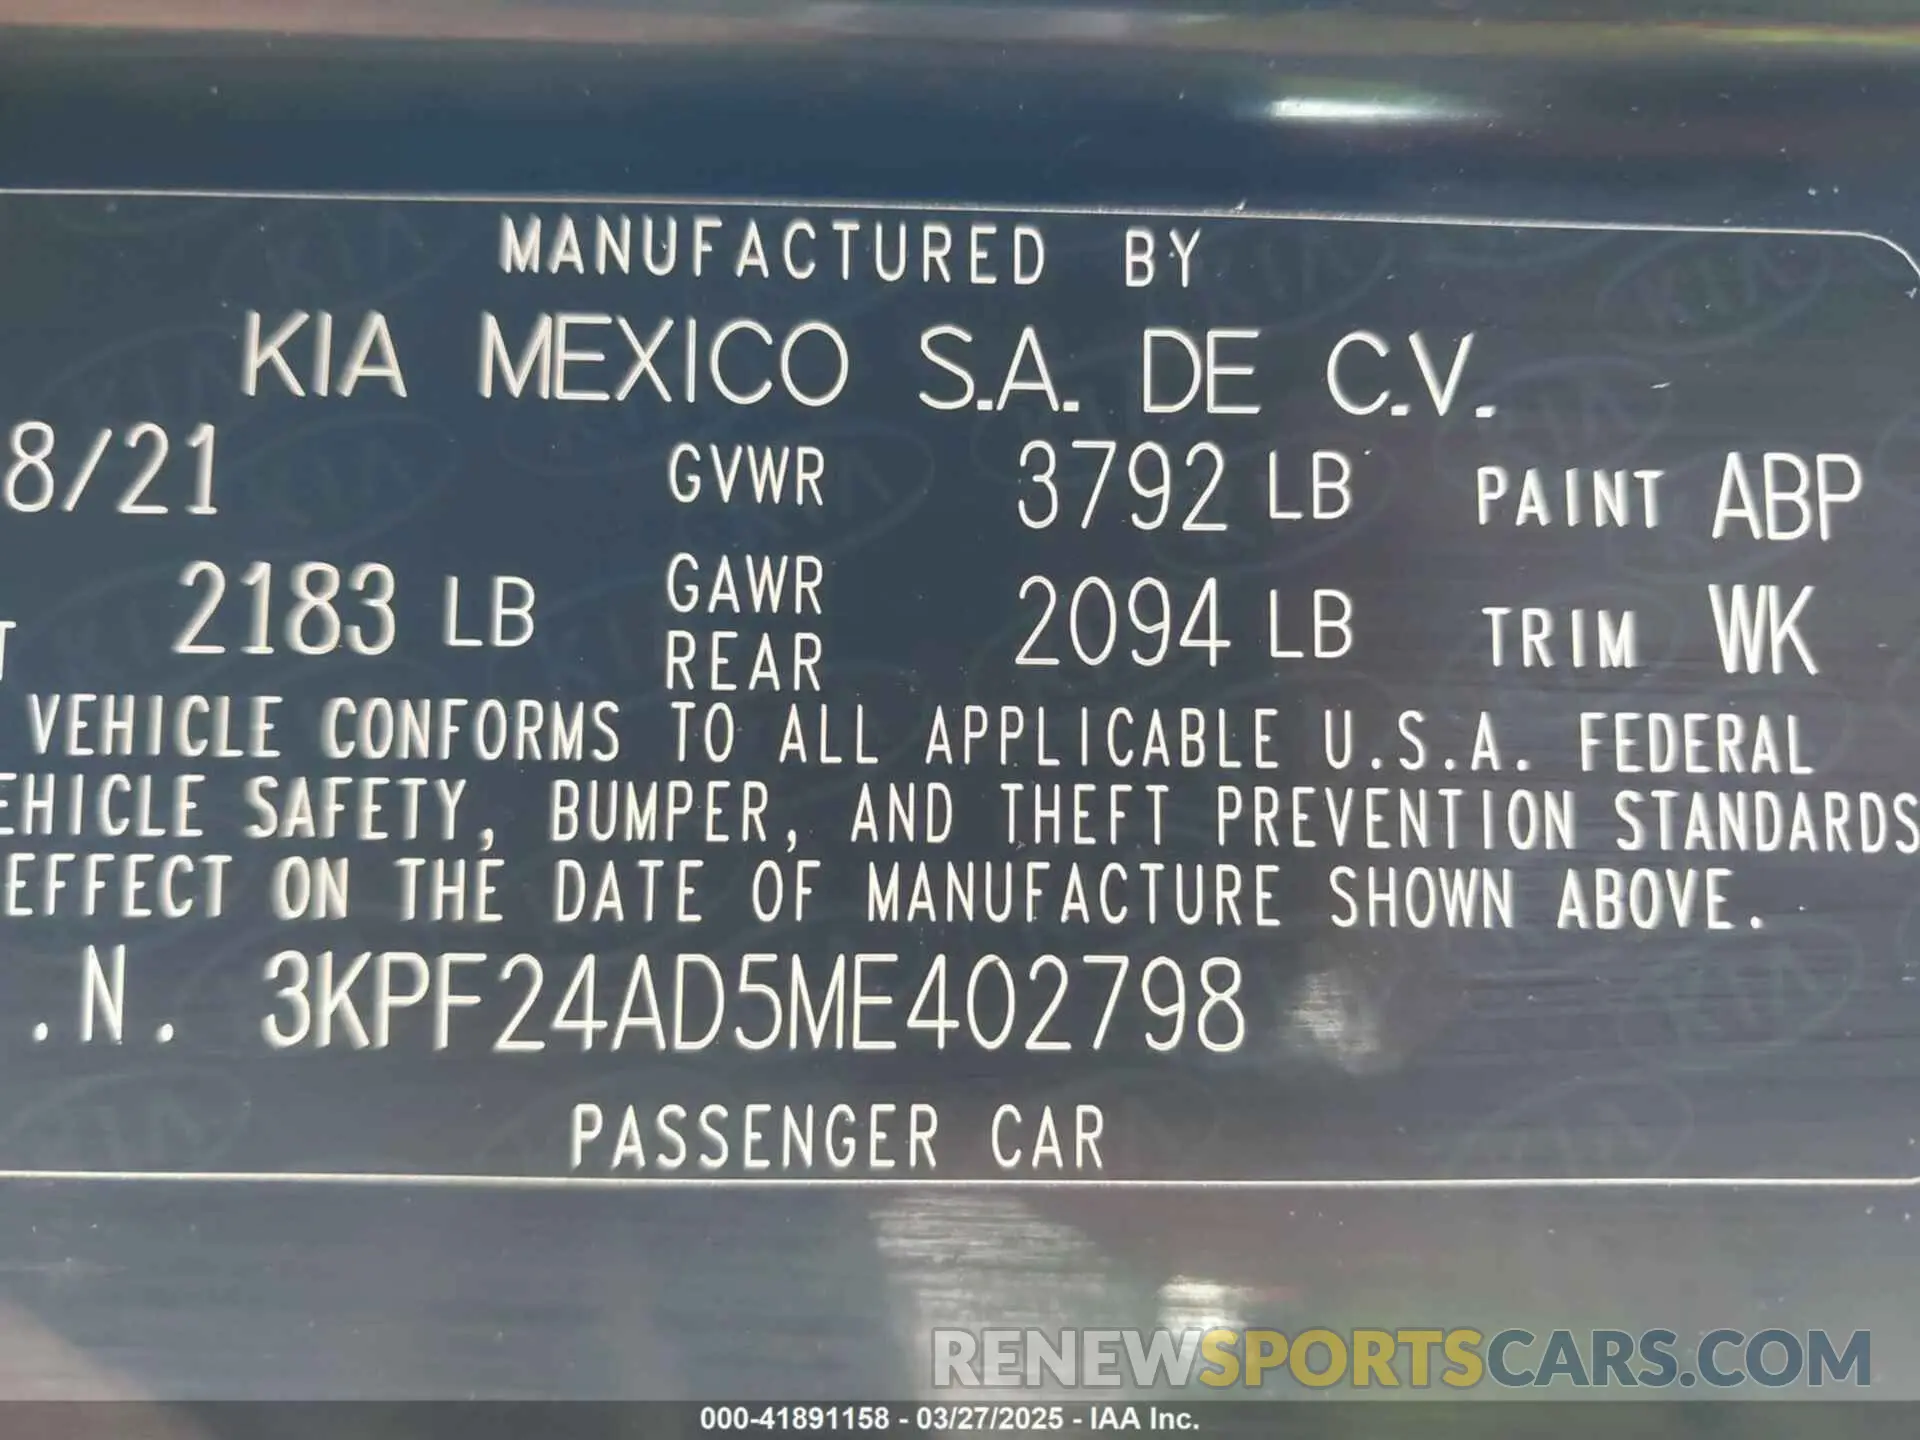 MANUFACTURED BY
KIA MEXICO S.A. DE C.V.
8/21 GVWR 3792 LB PAINT ABP
T 2183 LB GAWR REAR 2094 LB TRIM WK
VEHICLE CONFORMS TO ALL APPLICABLE U.S.A. FEDERAL
EHICLE SAFETY, BUMPER, AND THEFT PREVENTION STANDARDS
EFFECT ON THE DATE OF MANUFACTURE SHOWN ABOVE.
.N. 3KPF24AD5ME402798
PASSENGER CAR
RENEWSPORTSCARS.COM
000-41891158 - 03/27/2025 - IAA Inc.